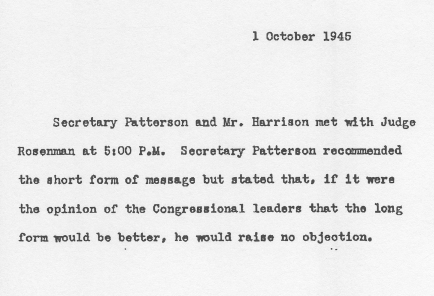 1 October 1945
Secretary Patterson and Mr. Harrison met with Judge
Rosenman at 5:00 P.M. Secretary Patterson recommended
the short form of message but stated that, if it were
the opinion of the Congressional leaders that the long
form would be better, he would raise no objection.